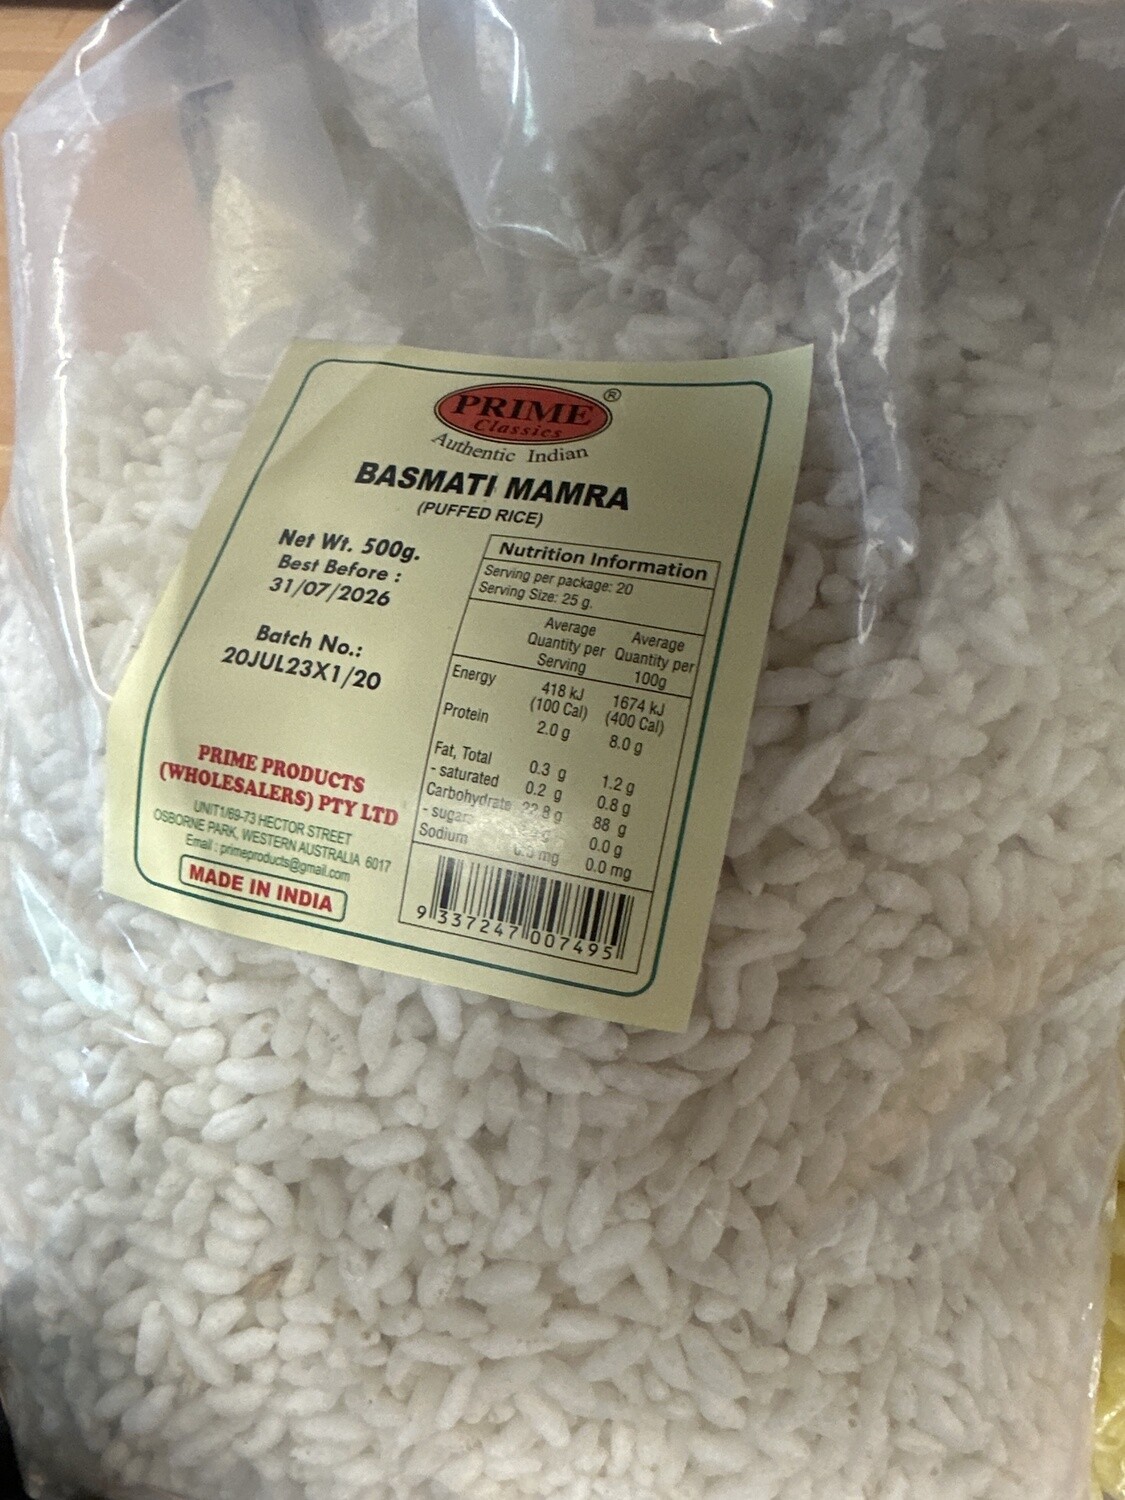 PRIME ®
Classics
Authentic Indian
BASMATI MAMRA
(PUFFED RICE)
Net Wt. 500g.
Best Before :
31/07/2026
Batch No.:
20JUL23X1/20
PRIME PRODUCTS
(WHOLESALERS) PTY LTD
UNIT1/69-73 HECTOR STREET
OSBORNE PARK, WESTERN AUSTRALIA 6017
Email : primeproducts@gmail.com
MADE IN INDIA
Nutrition Information
Serving per package: 20
Serving Size: 25 g.
Average Quantity per Serving
Average Quantity per 100g
Energy 418 kJ (100 Cal) 1674 kJ (400 Cal)
Protein 2.0 g 8.0 g
Fat, Total 0.3 g 1.2 g
- saturated 0.2 g 0.8 g
Carbohydrate 22.8 g 88 g
- sugars g 0.0 g
Sodium mg 0.0 mg
9 337247 007495